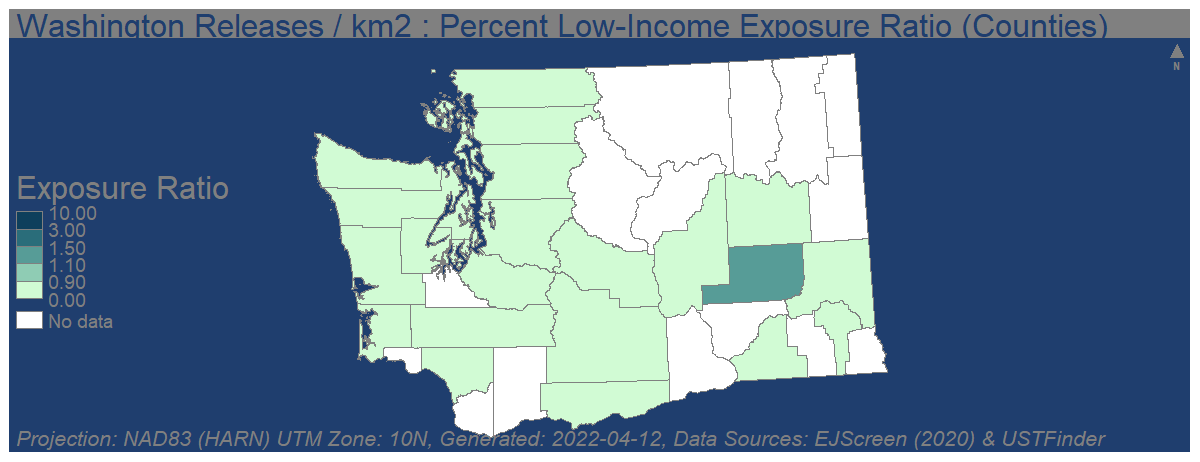 Washington Releases / km2 : Percent Low-Income Exposure Ratio (Counties)
N
Exposure Ratio
10.00
3.00
1.50
1.10
0.90
0.00
No data
Projection: NAD83 (HARN) UTM Zone: 10N, Generated: 2022-04-12, Data Sources: EJScreen (2020) & USTFinder